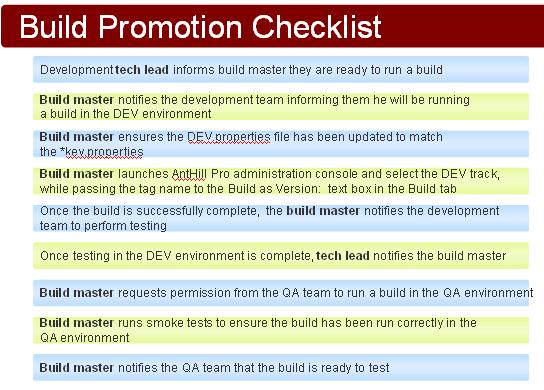 Build Promotion Checklist
Development tech lead informs build master they are ready to run a build
Build master notifies the development team informing them he will be running
a build in the DEV environment
Build master ensures the DEV.properties file has been updated to match
the *key.properties
Build master launches AntHill Pro administration console and select the DEV track,
while passing the tag name to the Build as Version:  text box in the Build tab
Once the build is successfully complete,  the build master notifies the development
team to perform testing
Once testing in the DEV environment is complete, tech lead notifies the build master
Build master requests permission from the QA team to run a build in the QA environment
Build master runs smoke tests to ensure the build has been run correctly in the
QA environment
Build master notifies the QA team that the build is ready to test